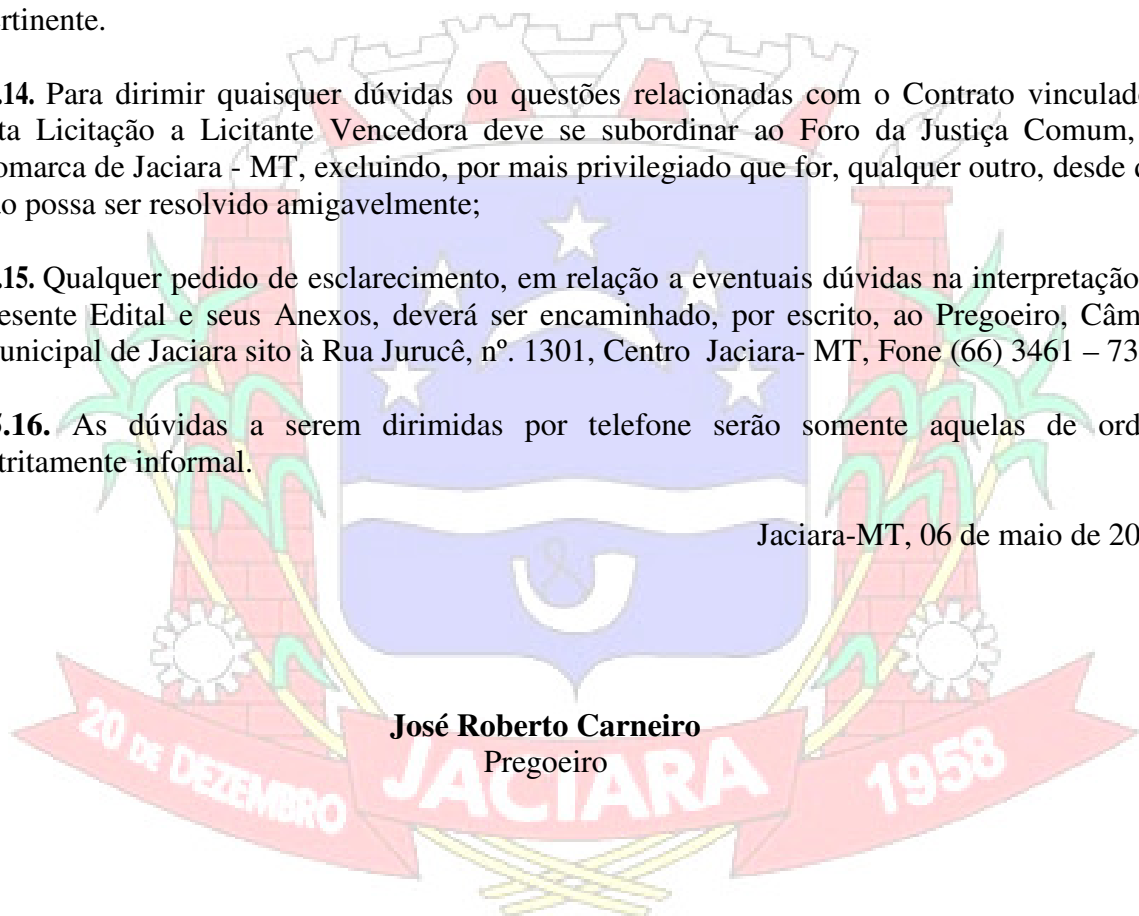 rtinente.
.14. Para dirimir quaisquer dúvidas ou questões relacionadas com o Contrato vinculad
ta Licitação a Licitante Vencedora deve se subordinar ao Foro da Justiça Comum,
omarca de Jaciara - MT, excluindo, por mais privilegiado que for, qualquer outro, desde
o possa ser resolvido amigavelmente;
.15. Qualquer pedido de esclarecimento, em relação a eventuais dúvidas na interpretação
esente Edital e seus Anexos, deverá ser encaminhado, por escrito, ao Pregoeiro, Câm
unicipal de Jaciara sito à Rua Jurucê, nº. 1301, Centro Jaciara- MT, Fone (66) 3461 – 73
.16. As dúvidas a serem dirimidas por telefone serão somente aquelas de ord
tritamente informal.
Jaciara-MT, 06 de maio de 20
José Roberto Carneiro
Pregoeiro
20 DE DEZEMBRO
JACIARA
1958